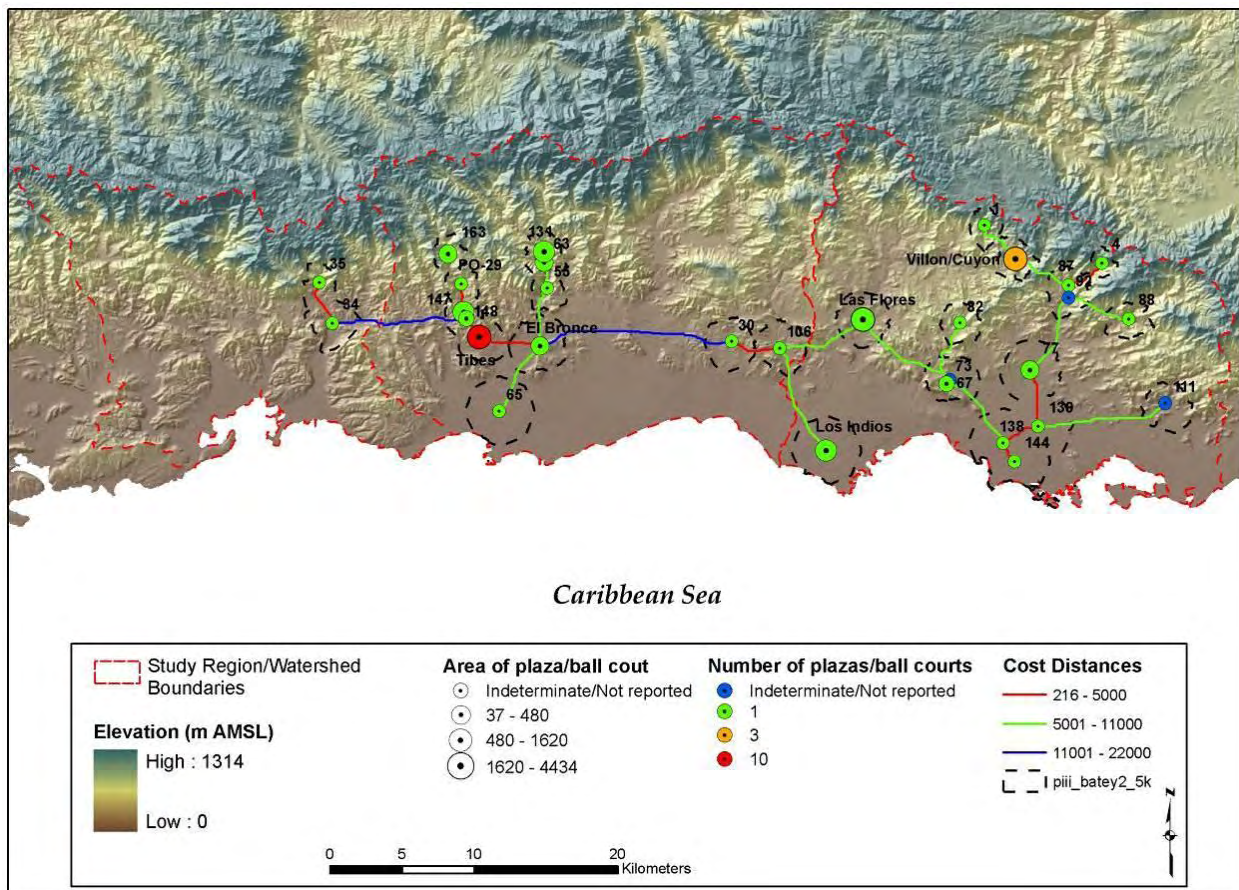 1
163
134
63
4
Villon/Cuyon
PO-29
87
92
35
55
88
Las Flores
82
147
84
148
El Bronce
30
106
Tibes
73
67
111
65
139
Los Indios
138
144
Caribbean Sea
Study Region/Watershed
Boundaries
Elevation (m AMSL)
High : 1314
Low : 0
Area of plaza/ball cout
Indeterminate/Not reported
37 - 480
480 - 1620
1620 - 4434
Number of plazas/ball courts
Indeterminate/Not reported
1
3
10
Cost Distances
216 - 5000
5001 - 11000
11001 - 22000
piii_batey2_5k
N
0 5 10 20
Kilometers